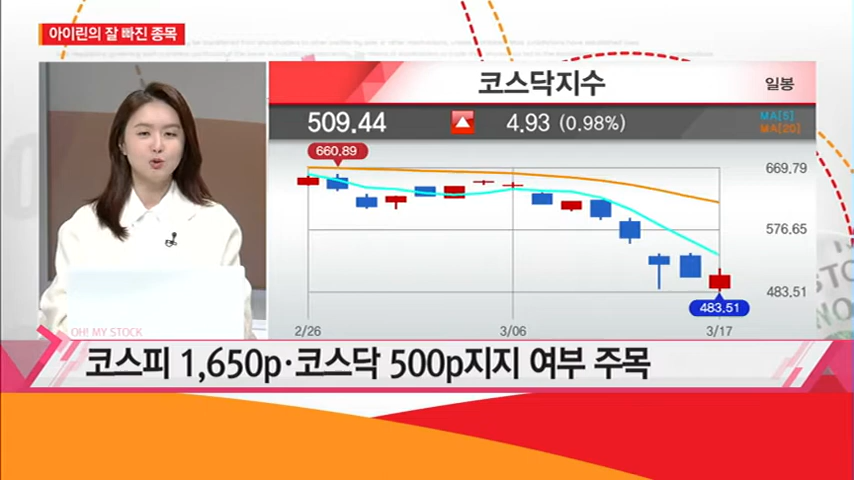 아이린의 잘 빠진 종목
코스닥지수
일봉
509.44
4.93 (0.98%)
MA[5]
MA[20]
660.89
669.79
576.65
483.51
483.51
2/26
3/06
3/17
OH! MY STOCK
코스피 1,650p·코스닥 500p지지 여부 주목